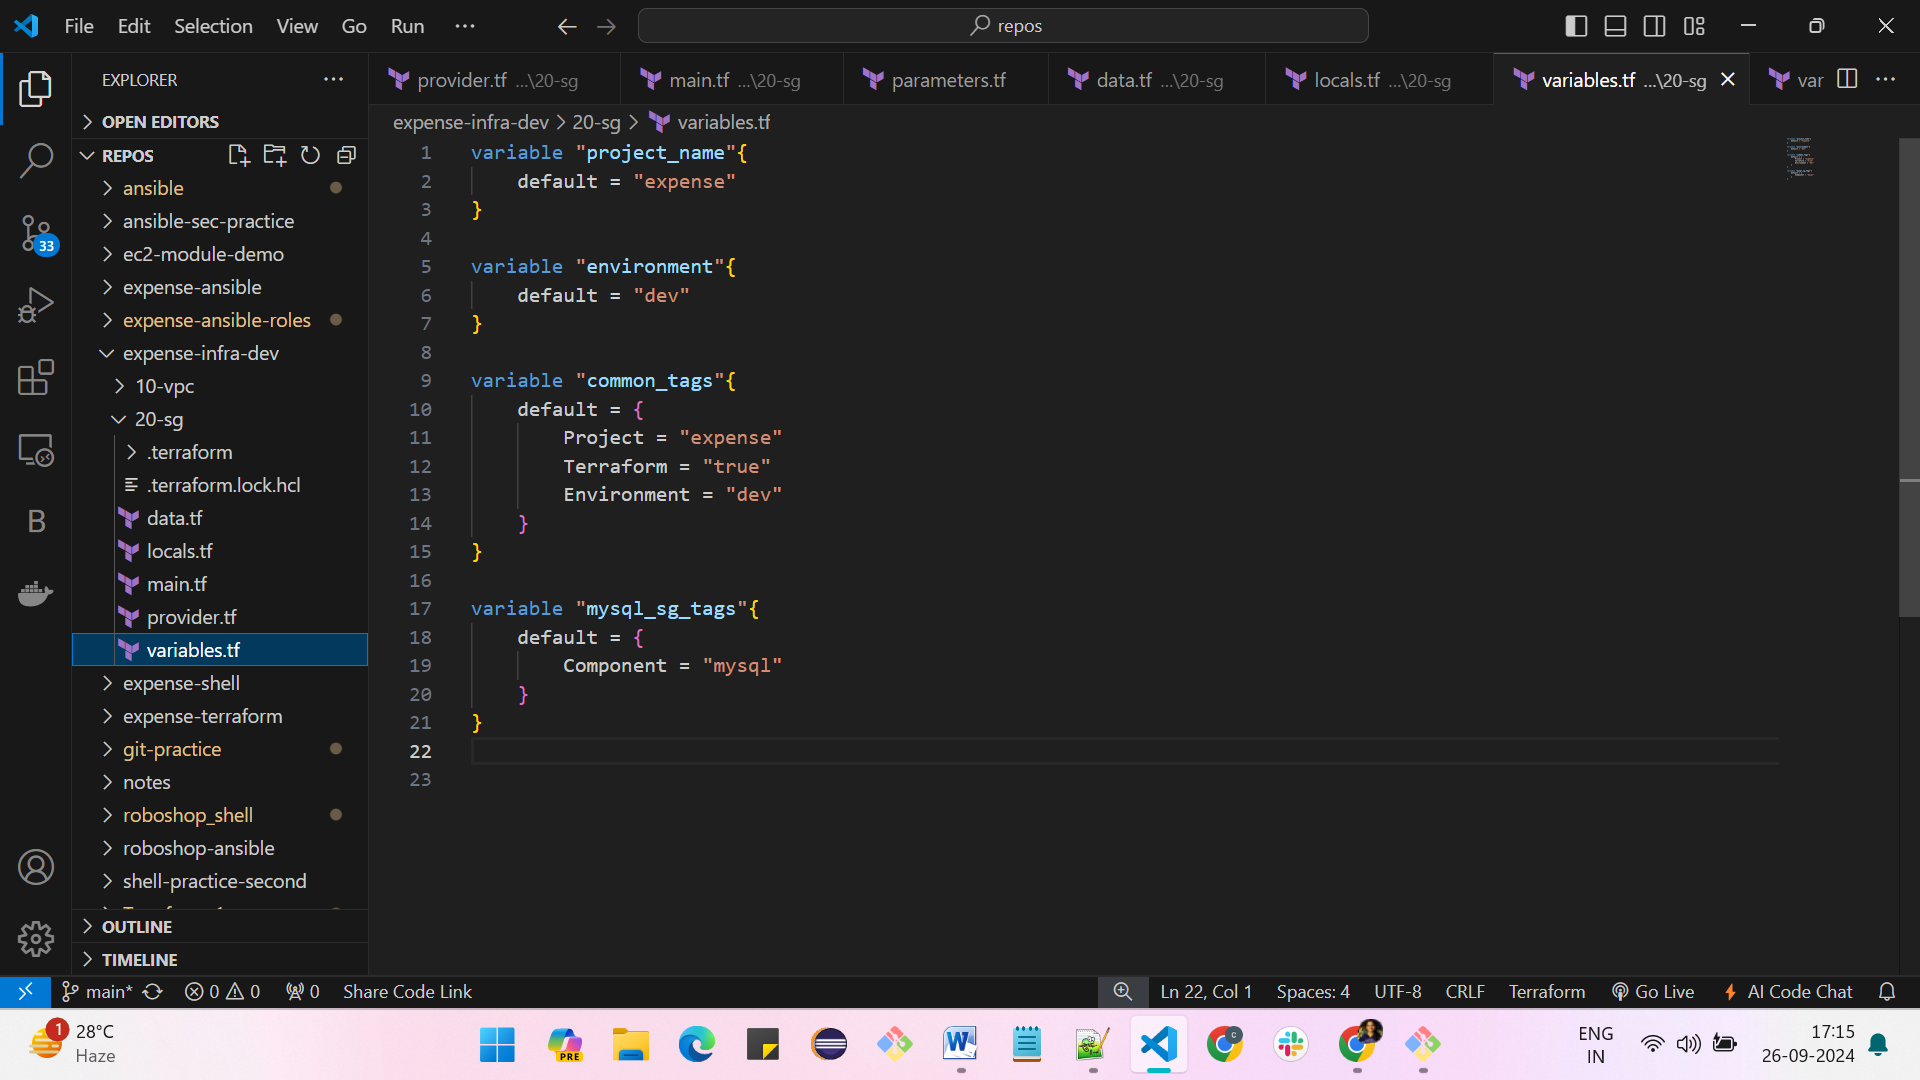 File Edit Selection View Go Run ···
repos
EXPLORER
provider.tf ...\20-sg
main.tf ...\20-sg
parameters.tf
data.tf ...\20-sg
locals.tf ...\20-sg
variables.tf ...\20-sg
var
OPEN EDITORS
REPOS
ansible
ansible-sec-practice
ec2-module-demo
expense-ansible
expense-ansible-roles
expense-infra-dev
10-vpc
20-sg
.terraform
.terraform.lock.hcl
data.tf
locals.tf
main.tf
provider.tf
variables.tf
expense-shell
expense-terraform
git-practice
notes
roboshop_shell
roboshop-ansible
shell-practice-second
OUTLINE
TIMELINE
33
B
expense-infra-dev > 20-sg > variables.tf
1 variable "project_name"{
2 default = "expense"
3 }
4
5 variable "environment"{
6 default = "dev"
7 }
8
9 variable "common_tags"{
10 default = {
11 Project = "expense"
12 Terraform = "true"
13 Environment = "dev"
14 }
15 }
16
17 variable "mysql_sg_tags"{
18 default = {
19 Component = "mysql"
20 }
21 }
22
23
main* 0 0 0 Share Code Link Ln 22, Col 1 Spaces: 4 UTF-8 CRLF Terraform Go Live AI Code Chat
1
28°C
Haze
PRE
W
C
ENG
IN
17:15
26-09-2024